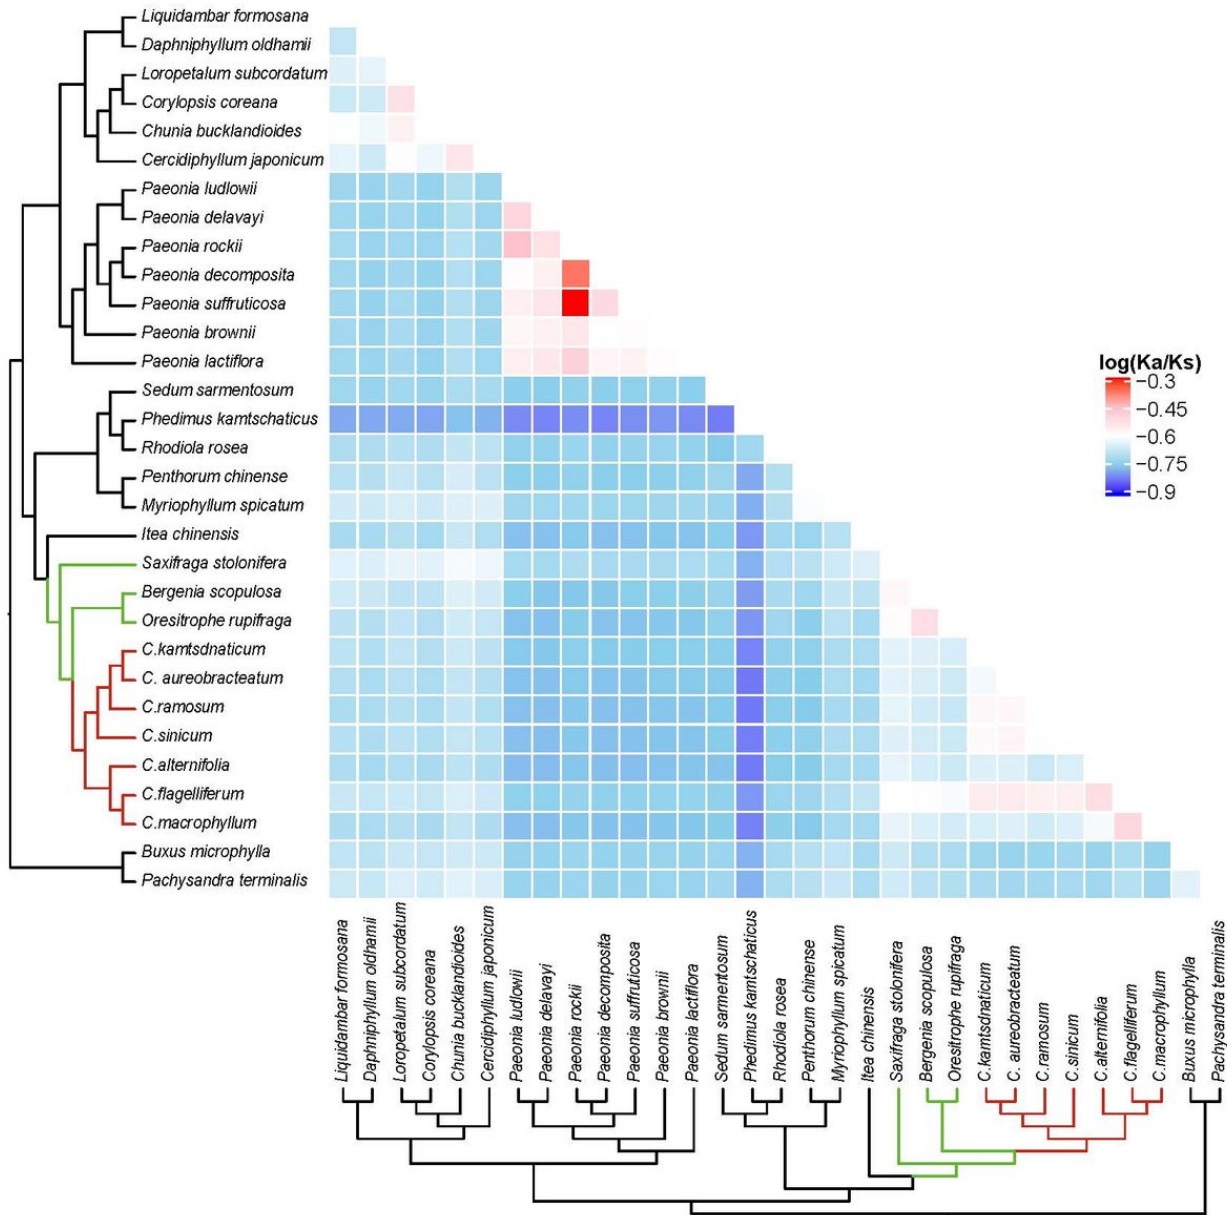 Liquidambar formosana
Daphniphyllum oldhamii
Loropetalum subcordatum
Corylopsis coreana
Chunia bucklandioides
Cercidiphyllum japonicum
Paeonia ludlowii
Paeonia delavayi
Paeonia rockii
Paeonia decomposita
Paeonia suffruticosa
Paeonia brownii
Paeonia lactiflora
Sedum sarmentosum
Phedimus kamtschaticus
Rhodiola rosea
Penthorum chinense
Myriophyllum spicatum
Itea chinensis
Saxifraga stolonifera
Bergenia scopulosa
Oresitrophe rupifraga
C.kamtsdnaticum
C. aureobracteatum
C.ramosum
C.sinicum
C.alternifolia
C.flagelliferum
C.macrophyllum
Buxus microphylla
Pachysandra terminalis
log(Ka/Ks)
−0.3
−0.45
−0.6
−0.75
−0.9
Liquidambar formosana
Daphniphyllum oldhamii
Loropetalum subcordatum
Corylopsis coreana
Chunia bucklandioides
Cercidiphyllum japonicum
Paeonia ludlowii
Paeonia delavayi
Paeonia rockii
Paeonia decomposita
Paeonia suffruticosa
Paeonia brownii
Paeonia lactiflora
Sedum sarmentosum
Phedimus kamtschaticus
Rhodiola rosea
Penthorum chinense
Myriophyllum spicatum
Itea chinensis
Saxifraga stolonifera
Bergenia scopulosa
Oresitrophe rupifraga
C.kamtsdnaticum
C. aureobracteatum
C.ramosum
C.sinicum
C.alternifolia
C.flagelliferum
C.macrophyllum
Buxus microphylla
Pachysandra terminalis